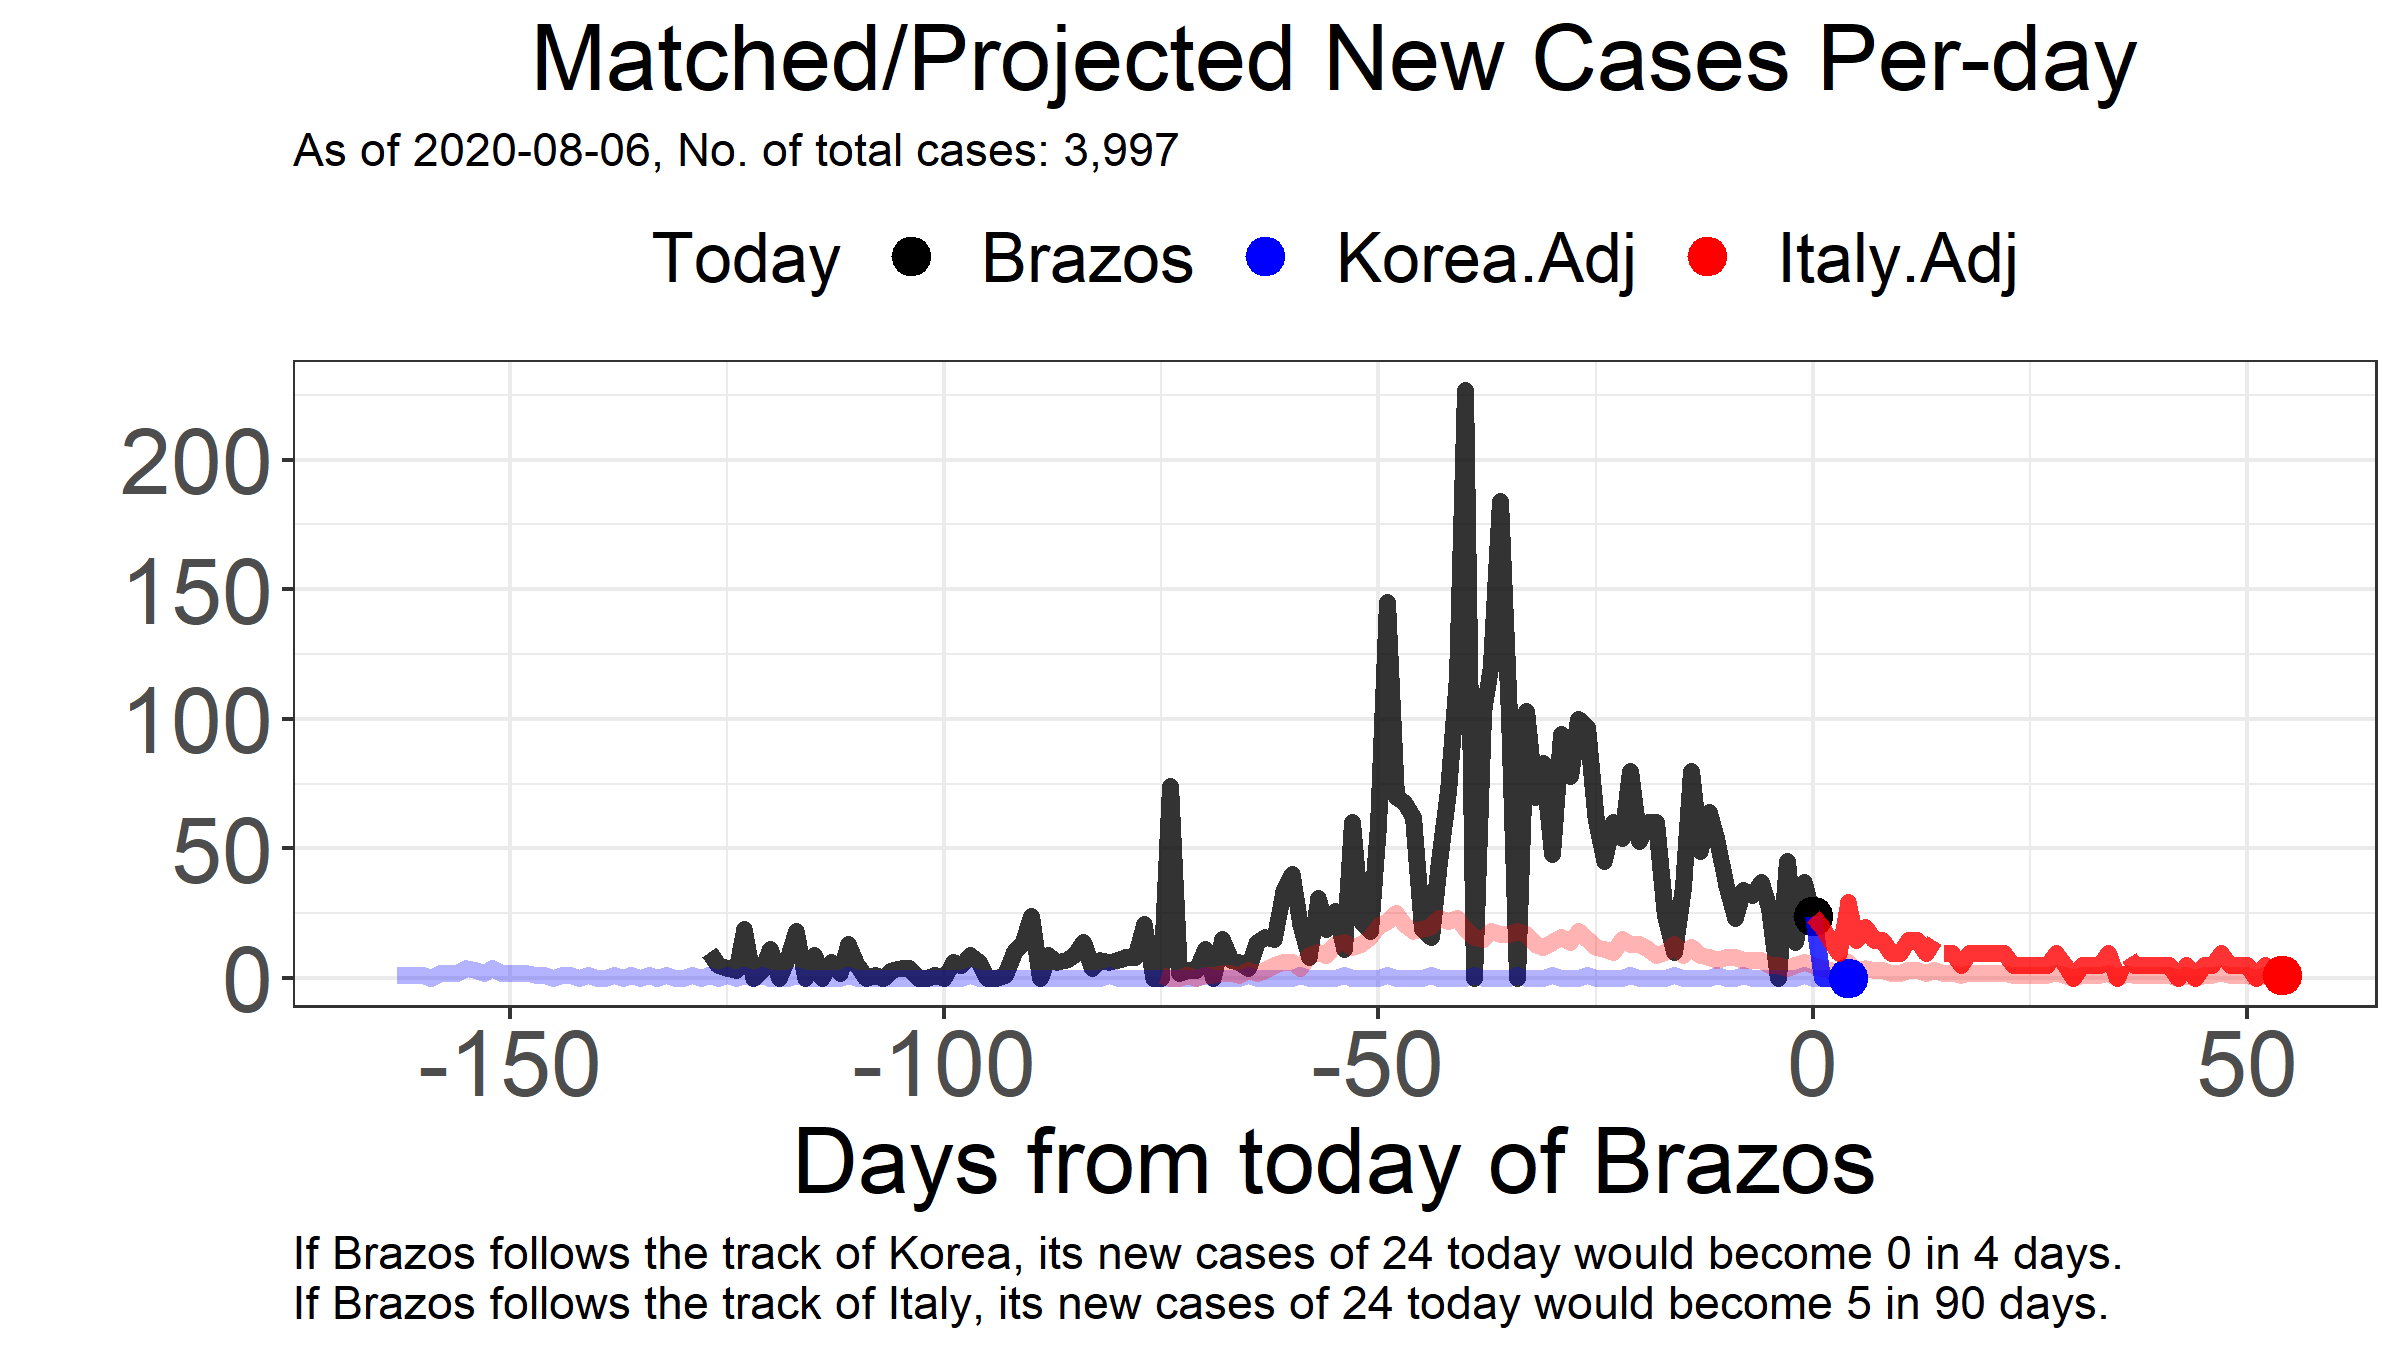 Matched/Projected New Cases Per-day
As of 2020-08-06, No. of total cases: 3,997
Today Brazos Korea.Adj Italy.Adj
200
150
100
50
0
-150 -100 -50 0 50
Days from today of Brazos
If Brazos follows the track of Korea, its new cases of 24 today would become 0 in 4 days.
If Brazos follows the track of Italy, its new cases of 24 today would become 5 in 90 days.